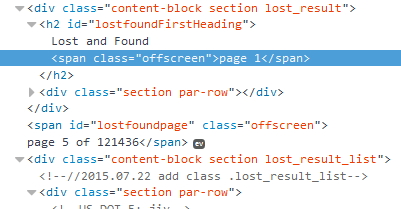 <div class="content-block section lost_result">
<h2 id="lostfoundFirstHeading">
Lost and Found
<span class="offscreen">page 1</span>
</h2>
<div class="section par-row"></div>
</div>
<span id="lostfoundpage" class="offscreen">
page 5 of 121436</span> ev
<div class="content-block section lost_result_list">
<!--//2015.07.22 add class .lost_result_list-->
<div class="section par-row">